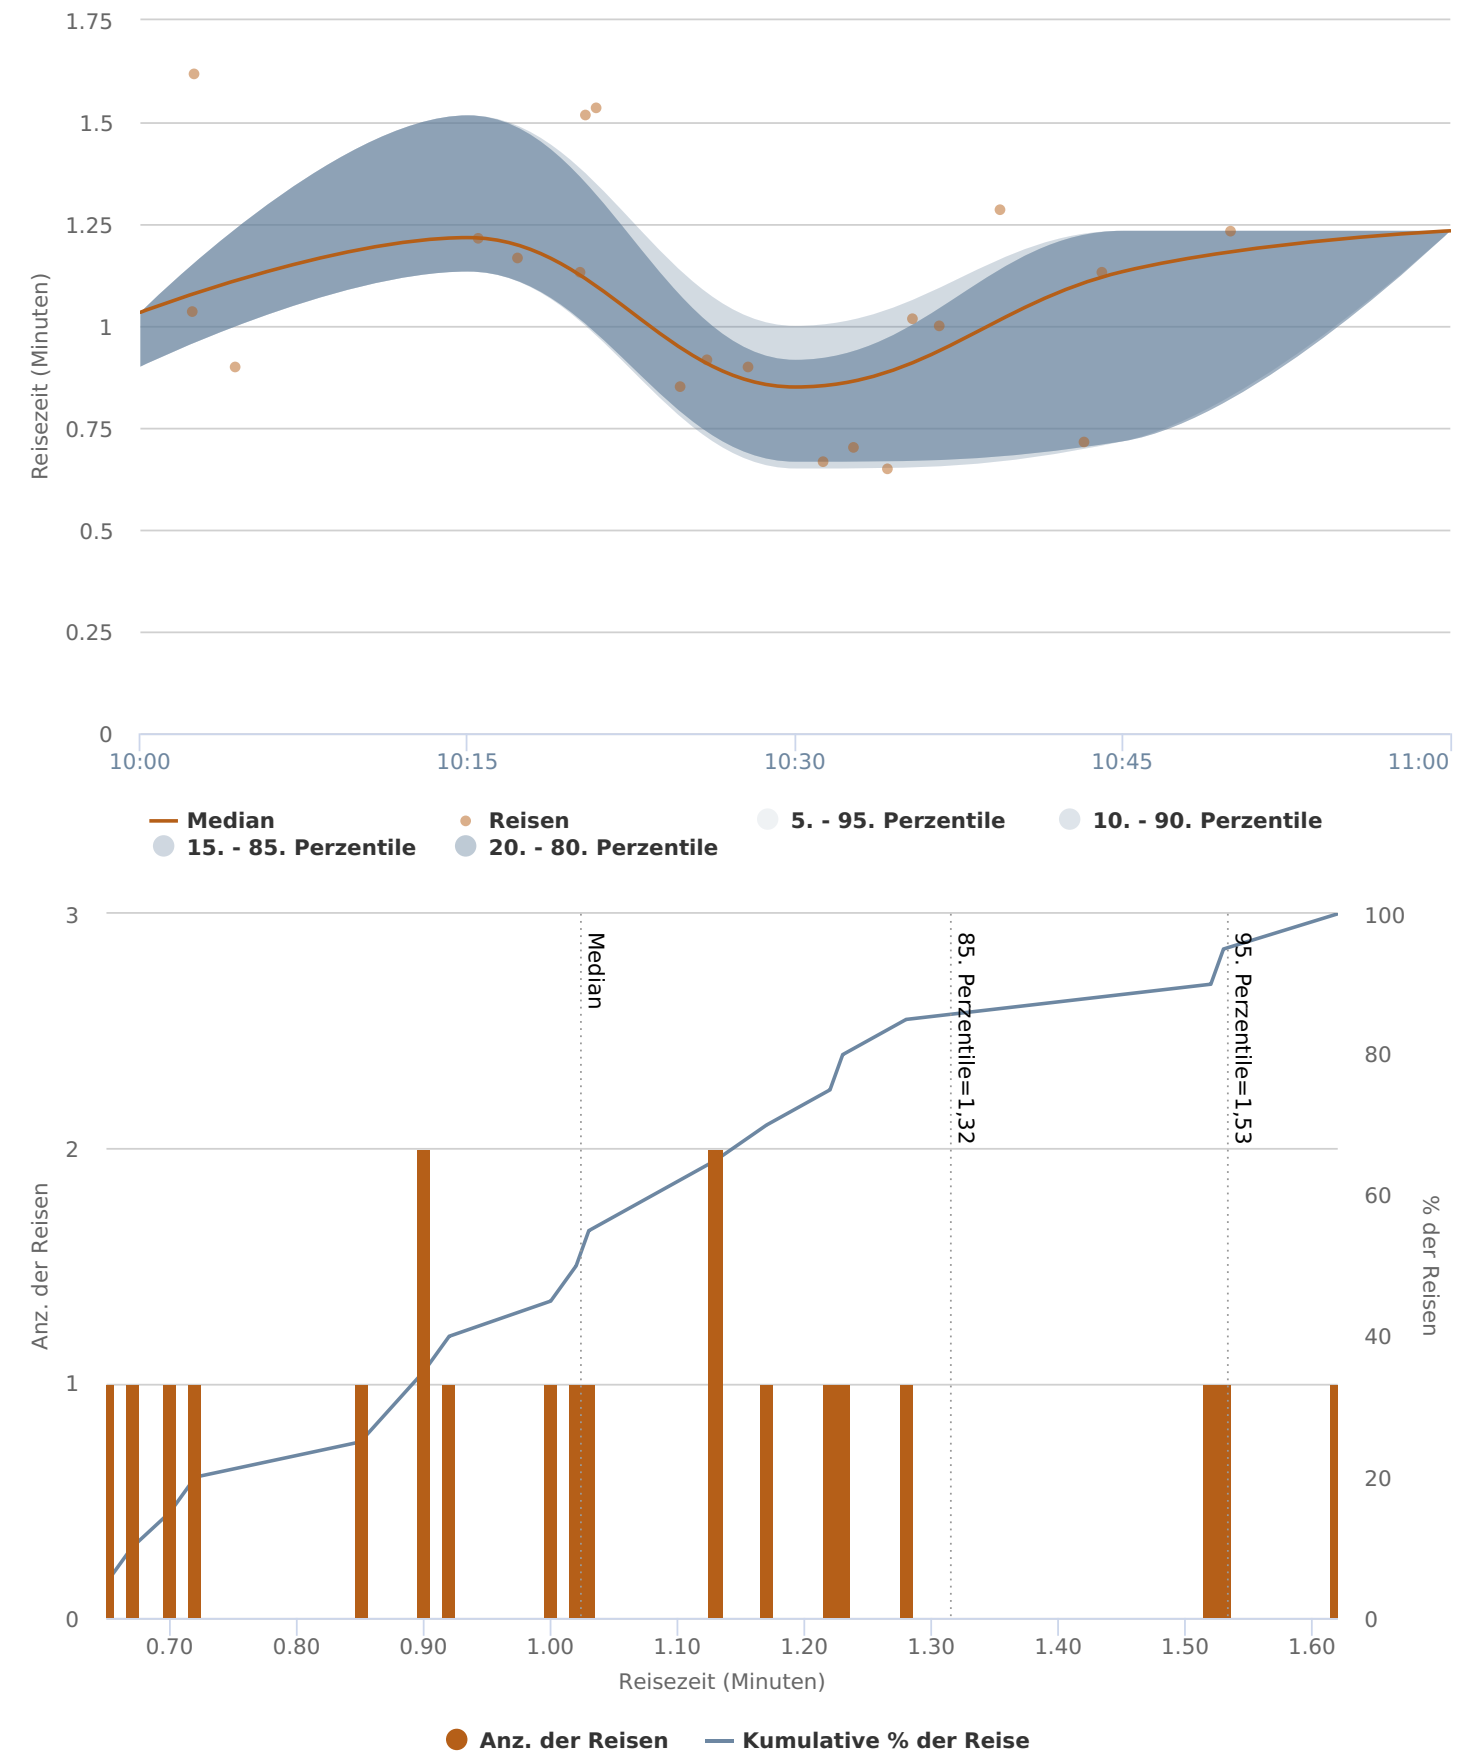 1.75
1.5
1.25
1
0.75
0.5
0.25
0
Reisezeit (Minuten)
10:00 10:15 10:30 10:45 11:00
Median Reisen 5. - 95. Perzentile 10. - 90. Perzentile
15. - 85. Perzentile 20. - 80. Perzentile
3
2
1
0
Anz. der Reisen
Median
85. Perzentile=1,32
95. Perzentile=1,53
100
80
60
40
20
0
% der Reisen
0.70 0.80 0.90 1.00 1.10 1.20 1.30 1.40 1.50 1.60
Reisezeit (Minuten)
Anz. der Reisen Kumulative % der Reise